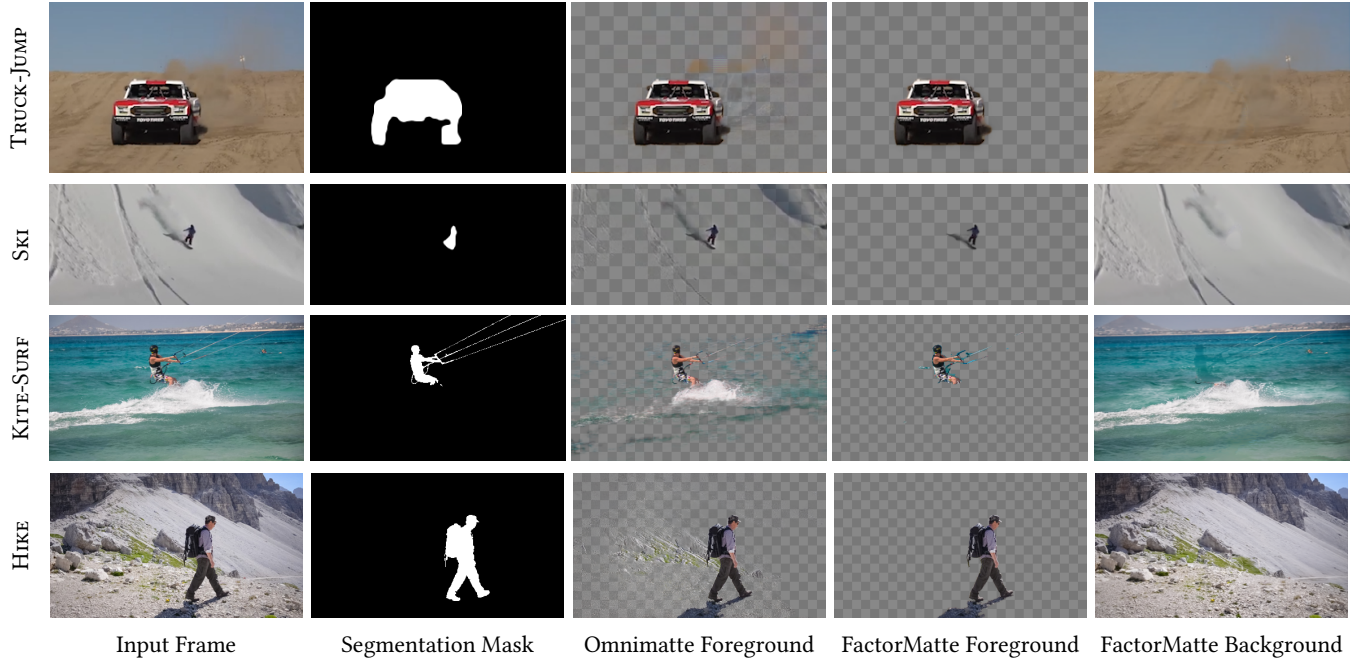 TRUCK-JUMP
SKI
KITE-SURF
HIKE
Input Frame
Segmentation Mask
Omnimatte Foreground
FactorMatte Foreground
FactorMatte Background